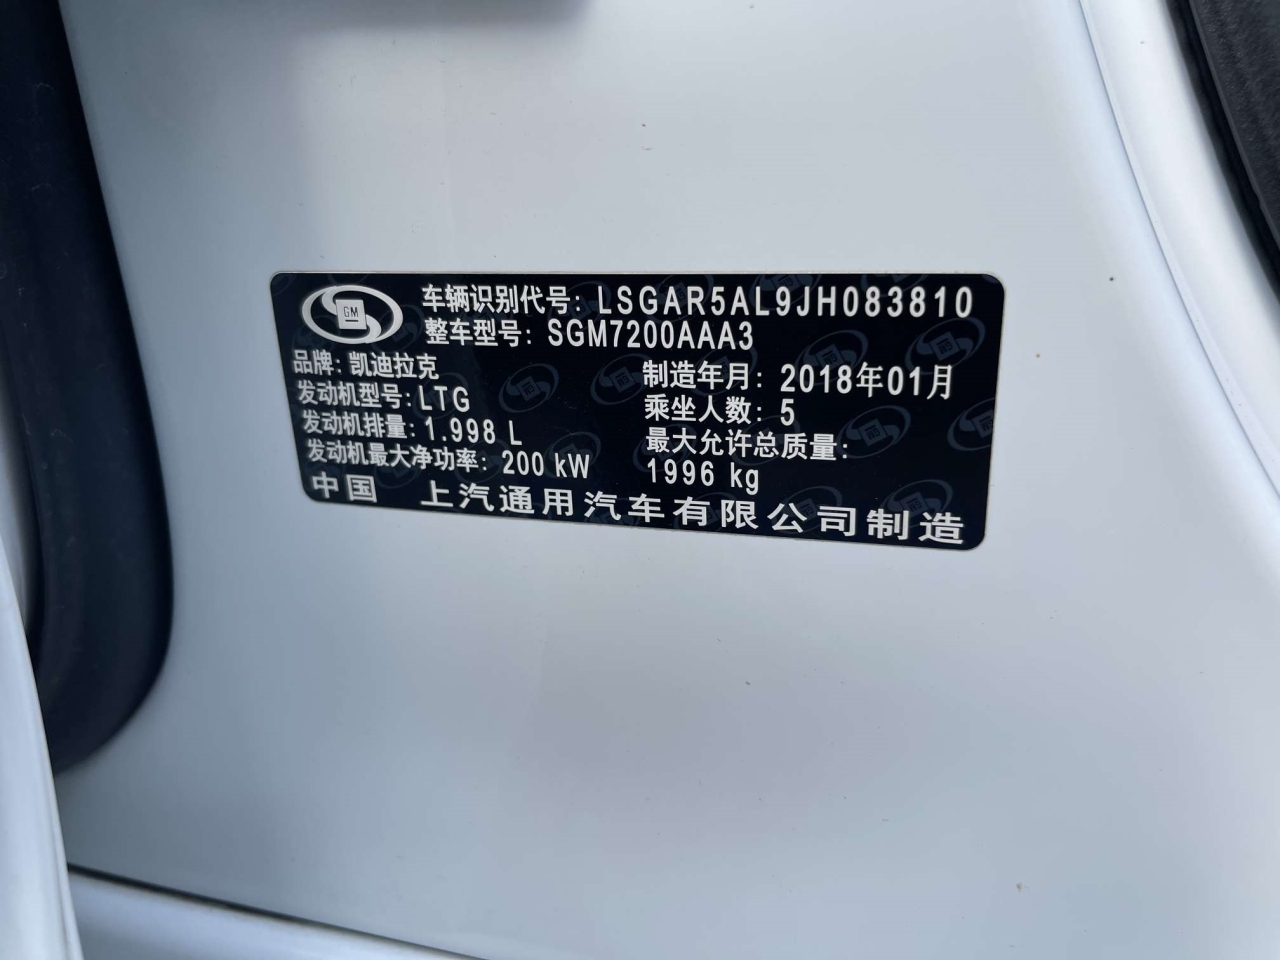 GM
车辆识别代号: LSGAR5AL9JH083810
整车型号: SGM7200AAA3
品牌: 凯迪拉克
制造年月: 2018年01月
发动机型号: LTG
乘坐人数: 5
发动机排量: 1.998 L
最大允许总质量:
发动机最大净功率: 200 kW
1996 kg
中国 上汽通用汽车有限公司制造